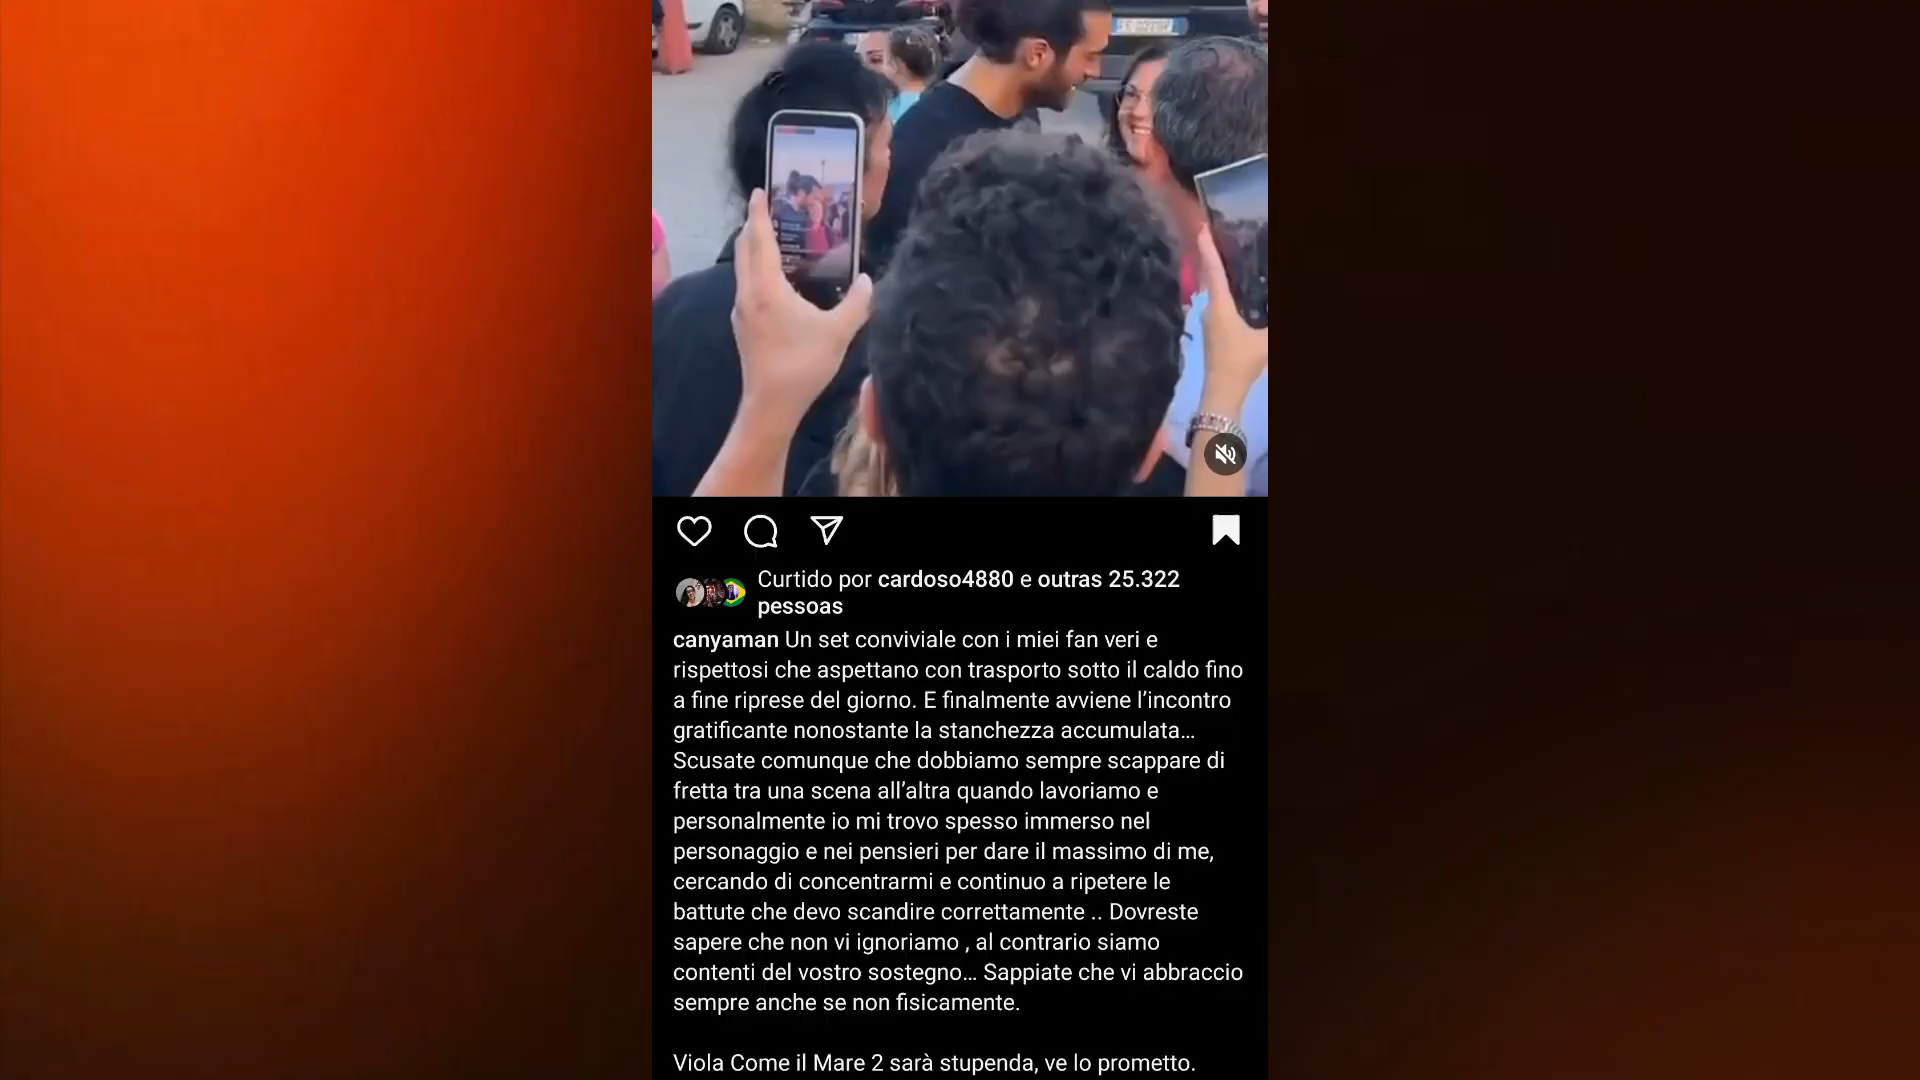 Curtido por cardoso4880 e outras 25.322
pessoas
canyaman Un set conviviale con i miei fan veri e
rispettosi che aspettano con trasporto sotto il caldo fino
a fine riprese del giorno. E finalmente avviene l’incontro
gratificante nonostante la stanchezza accumulata…
Scusate comunque che dobbiamo sempre scappare di
fretta tra una scena all’altra quando lavoriamo e
personalmente io mi trovo spesso immerso nel
personaggio e nei pensieri per dare il massimo di me,
cercando di concentrarmi e continuo a ripetere le
battute che devo scandire correttamente .. Dovreste
sapere che non vi ignoriamo , al contrario siamo
contenti del vostro sostegno… Sappiate che vi abbraccio
sempre anche se non fisicamente.
Viola Come il Mare 2 sarà stupenda, ve lo prometto.